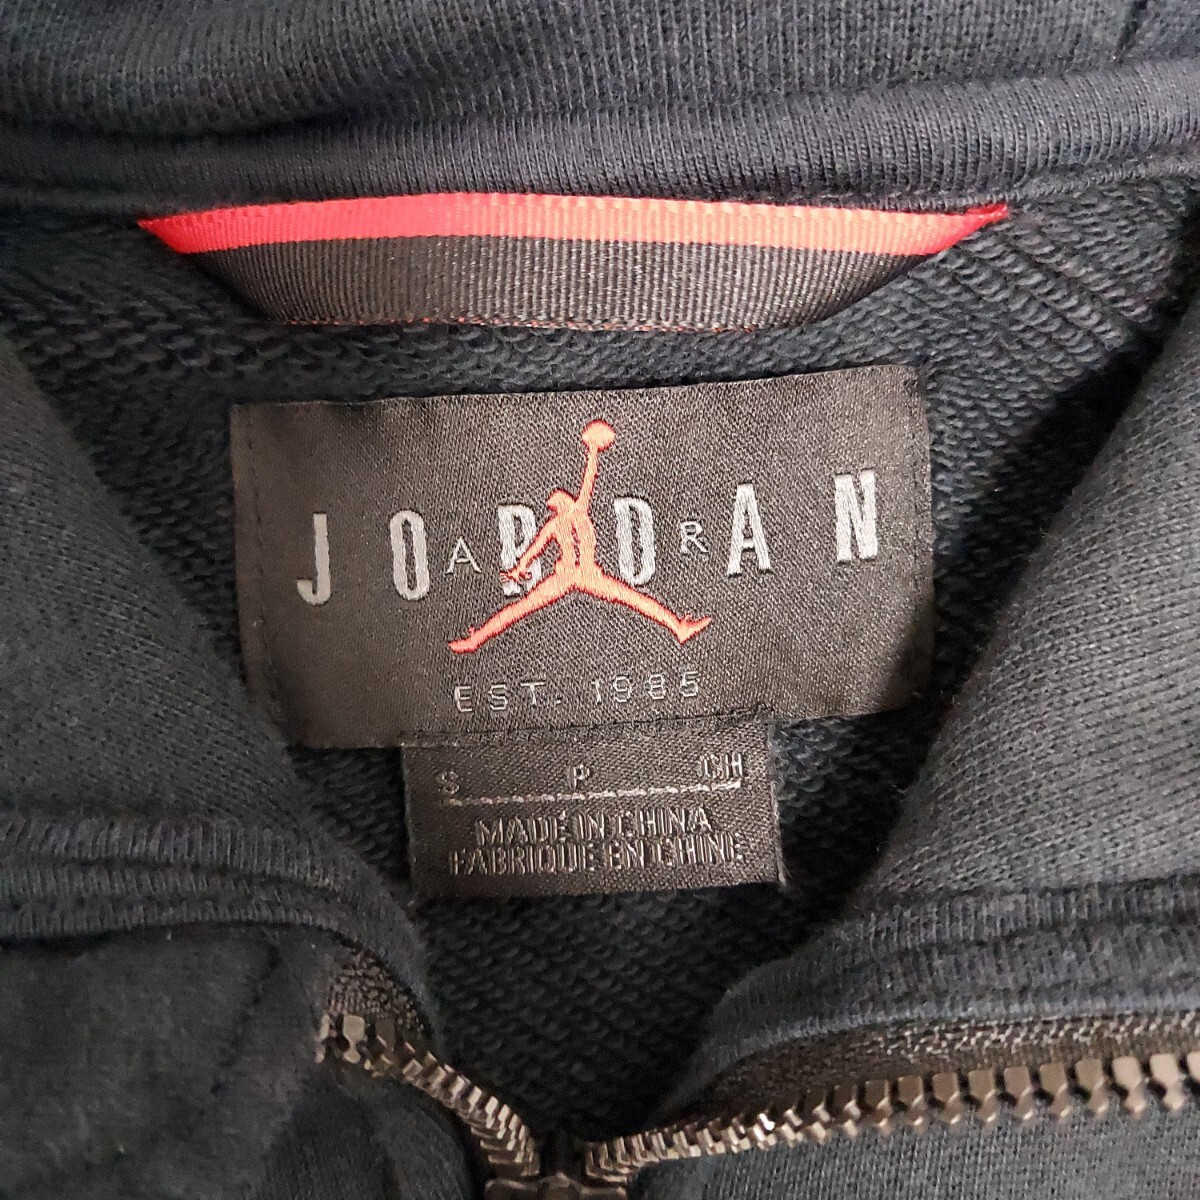 JORDAN
AIR
EST. 1985
S P CH
MADE IN CHINA
FABRIQUE EN CHINE